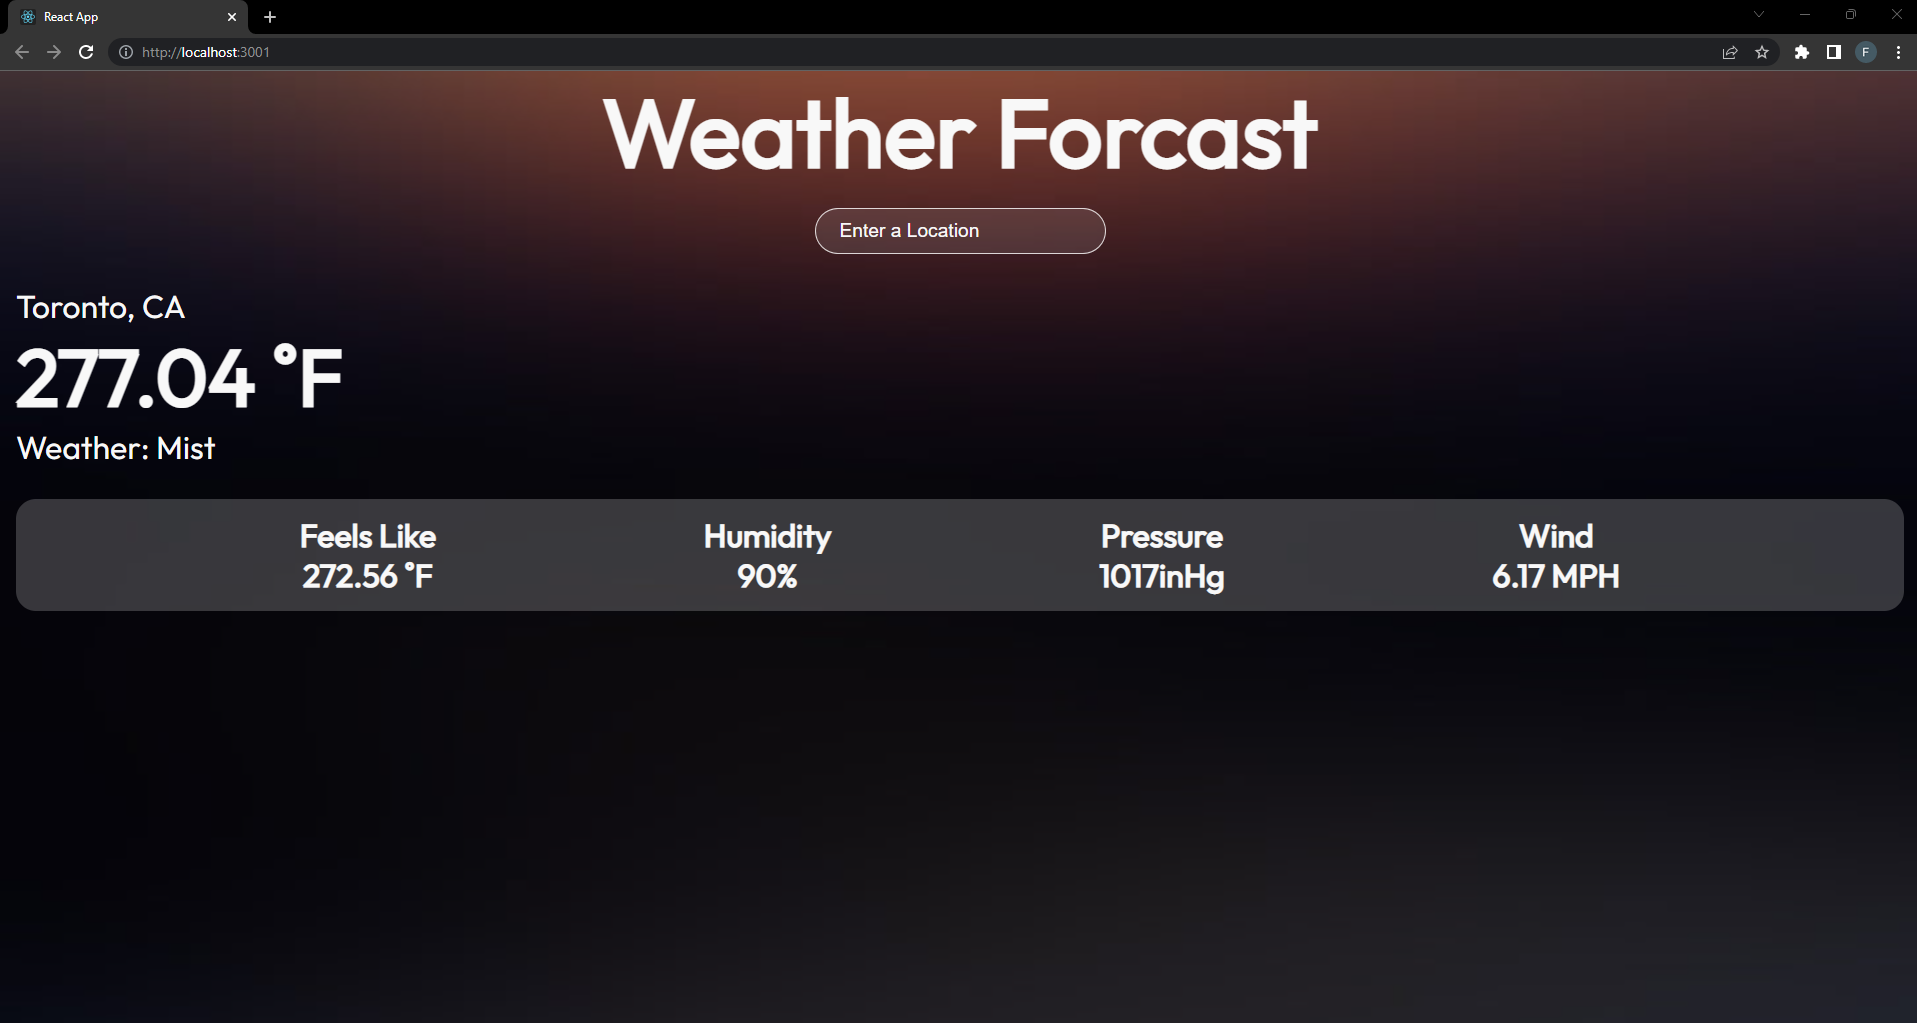 React App
http://localhost:3001
F
Weather Forcast
Enter a Location
Toronto, CA
277.04 °F
Weather: Mist
Feels Like Humidity Pressure Wind
272.56 °F 90% 1017inHg 6.17 MPH